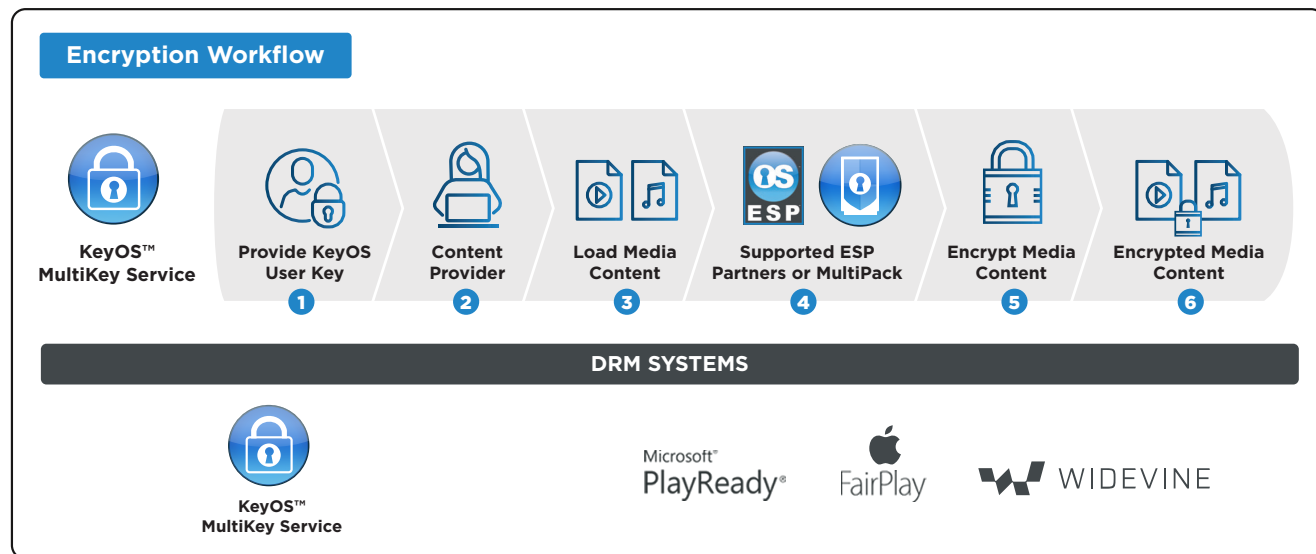 Encryption Workflow
KeyOS™
MultiKey Service
Provide KeyOS
User Key
1
Content
Provider
2
Load Media
Content
3
OS
ESP
Supported ESP
Partners or MultiPack
4
Encrypt Media
Content
5
Encrypted Media
Content
6
DRM SYSTEMS
KeyOS™
MultiKey Service
Microsoft®
PlayReady®
FairPlay
WIDEVINE